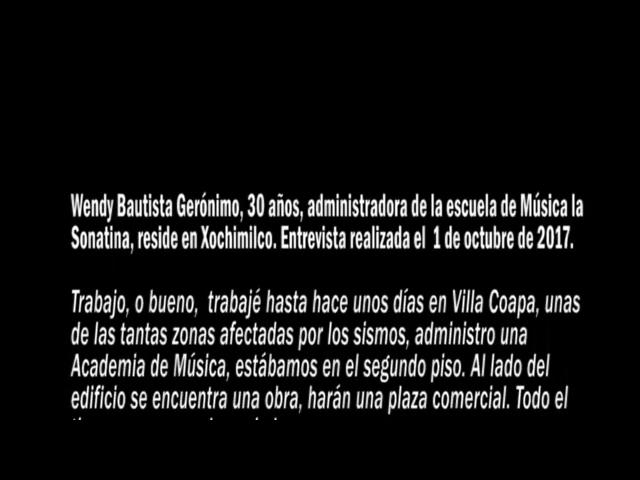 Wendy Bautista Gerónimo, 30 años, administradora de la escuela de Música la
Sonatina, reside en Xochimilco. Entrevista realizada el 1 de octubre de 2017.
Trabajo, o bueno, trabajé hasta hace unos días en Villa Coapa, unas
de las tantas zonas afectadas por los sismos, administro una
Academia de Música, estábamos en el segundo piso. Al lado del
edificio se encuentra una obra, harán una plaza comercial. Todo el